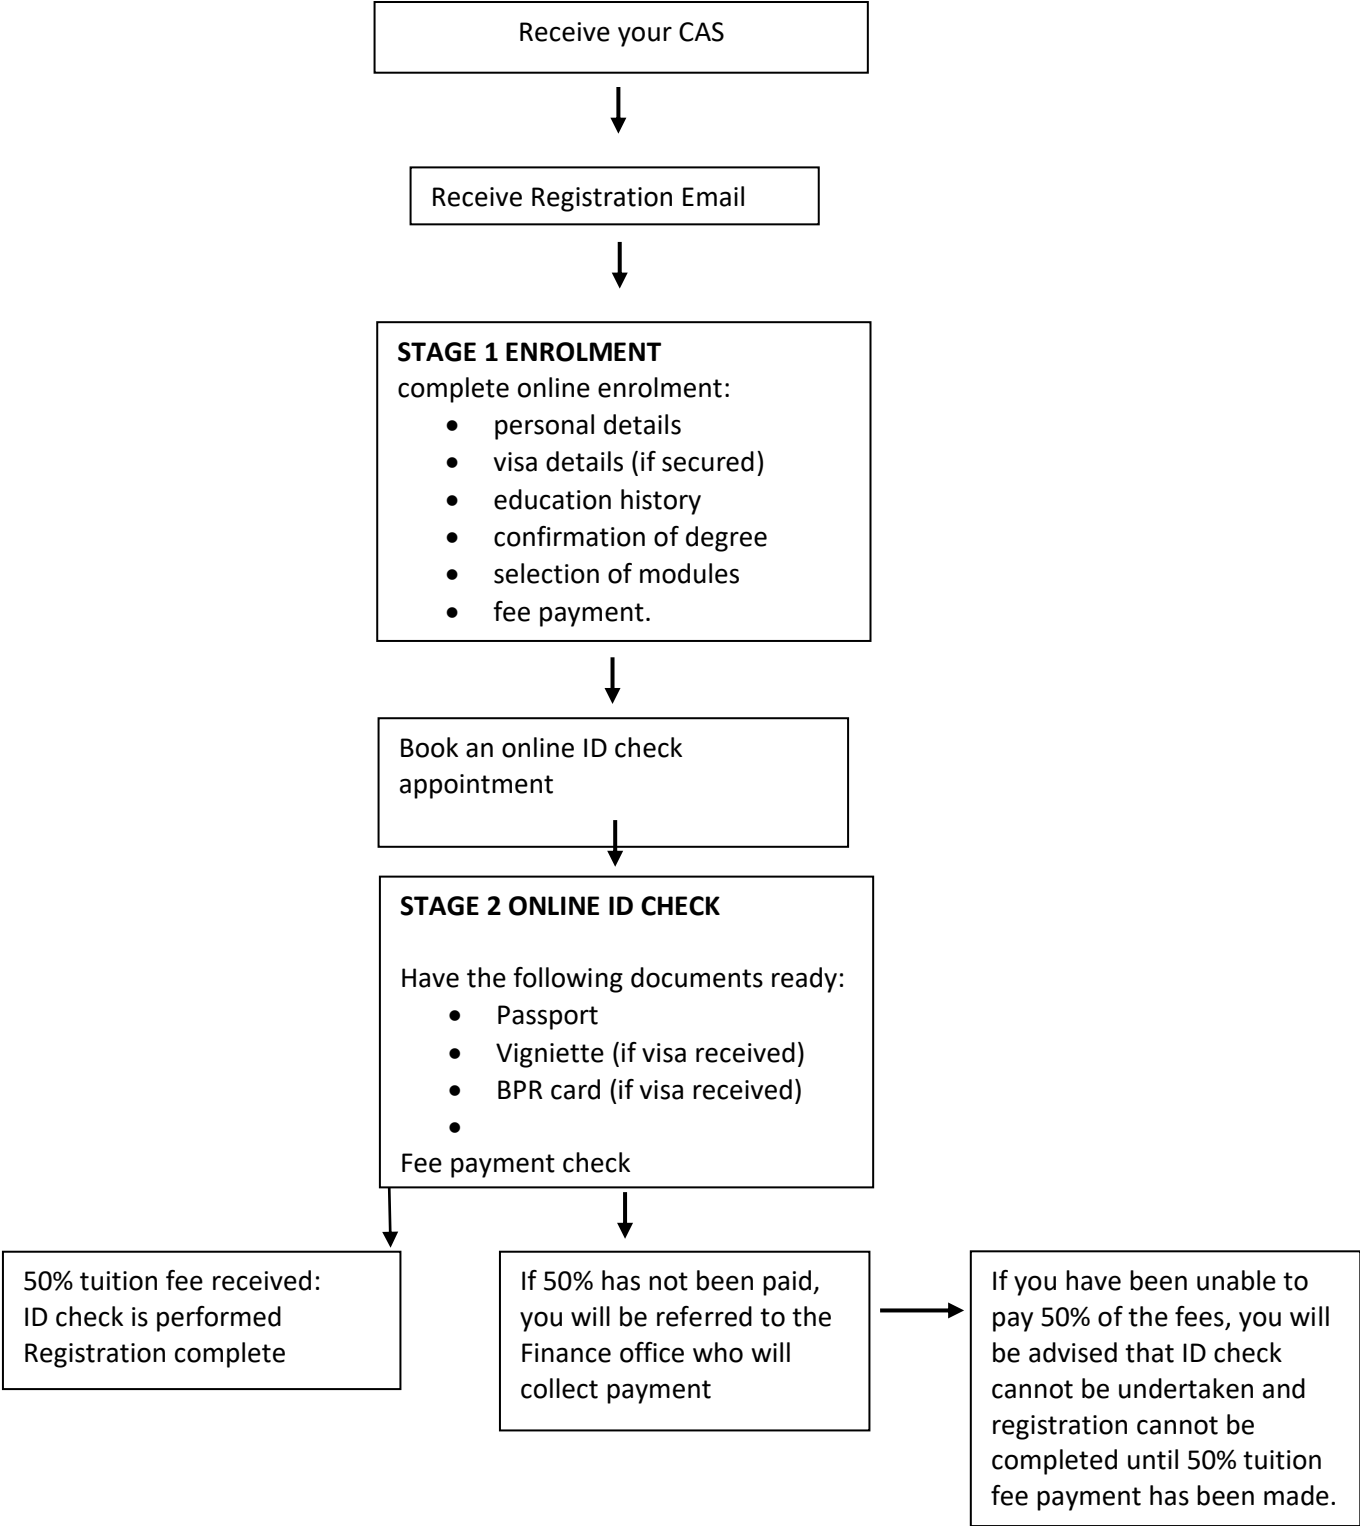 Receive your CAS
Receive Registration Email
STAGE 1 ENROLMENT
complete online enrolment:
• personal details
• visa details (if secured)
• education history
• confirmation of degree
• selection of modules
• fee payment.
Book an online ID check
appointment
STAGE 2 ONLINE ID CHECK
Have the following documents ready:
• Passport
• Vigniette (if visa received)
• BPR card (if visa received)
•
Fee payment check
50% tuition fee received:
ID check is performed
Registration complete
If 50% has not been paid,
you will be referred to the
Finance office who will
collect payment
If you have been unable to
pay 50% of the fees, you will
be advised that ID check
cannot be undertaken and
registration cannot be
completed until 50% tuition
fee payment has been made.